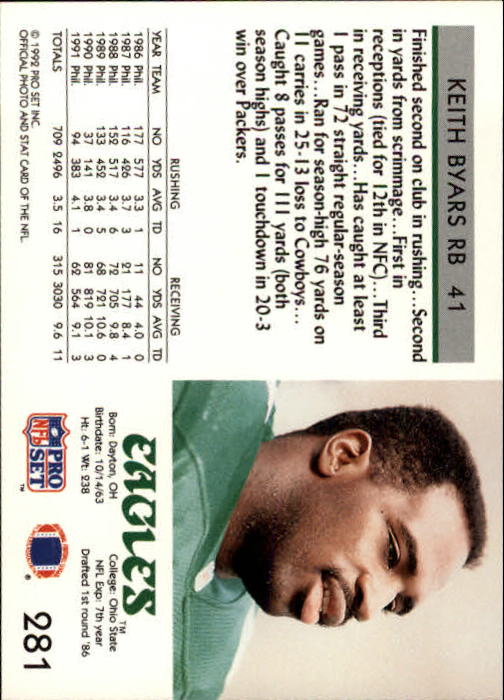 KEITH BYARS RB 41
Finished second on club in rushing...Second
in yards from scrimmage...First in
receptions (tied for 12th in NFC)...Third
in receiving yards...Has caught at least
1 pass in 72 straight regular-season
games...Ran for season-high 76 yards on
11 carries in 25-13 loss to Cowboys...
Caught 8 passes for 111 yards (both
season highs) and 1 touchdown in 20-3
win over Packers.
RUSHING RECEIVING
YEAR TEAM NO YDS AVG TD NO YDS AVG TD
1986 Phil. 177 577 3.3 1 11 44 4.0 0
1987 Phil. 116 426 3.7 3 21 177 8.4 1
1988 Phil. 152 517 3.4 6 72 705 9.8 4
1989 Phil. 133 452 3.4 5 68 721 10.6 0
1990 Phil. 37 141 3.8 0 81 819 10.1 3
1991 Phil. 94 383 4.1 1 62 564 9.1 3
TOTALS 709 2496 3.5 16 315 3030 9.6 11
© 1992 PRO SET INC.
OFFICIAL PHOTO AND STAT CARD OF THE NFL
EAGLES™
Born: Dayton, OH College: Ohio State
Birthdate: 10/14/63 NFL Exp: 7th year
Ht: 6-1 Wt: 238 Drafted 1st round '86
PRO
NFL
SET™
®
281